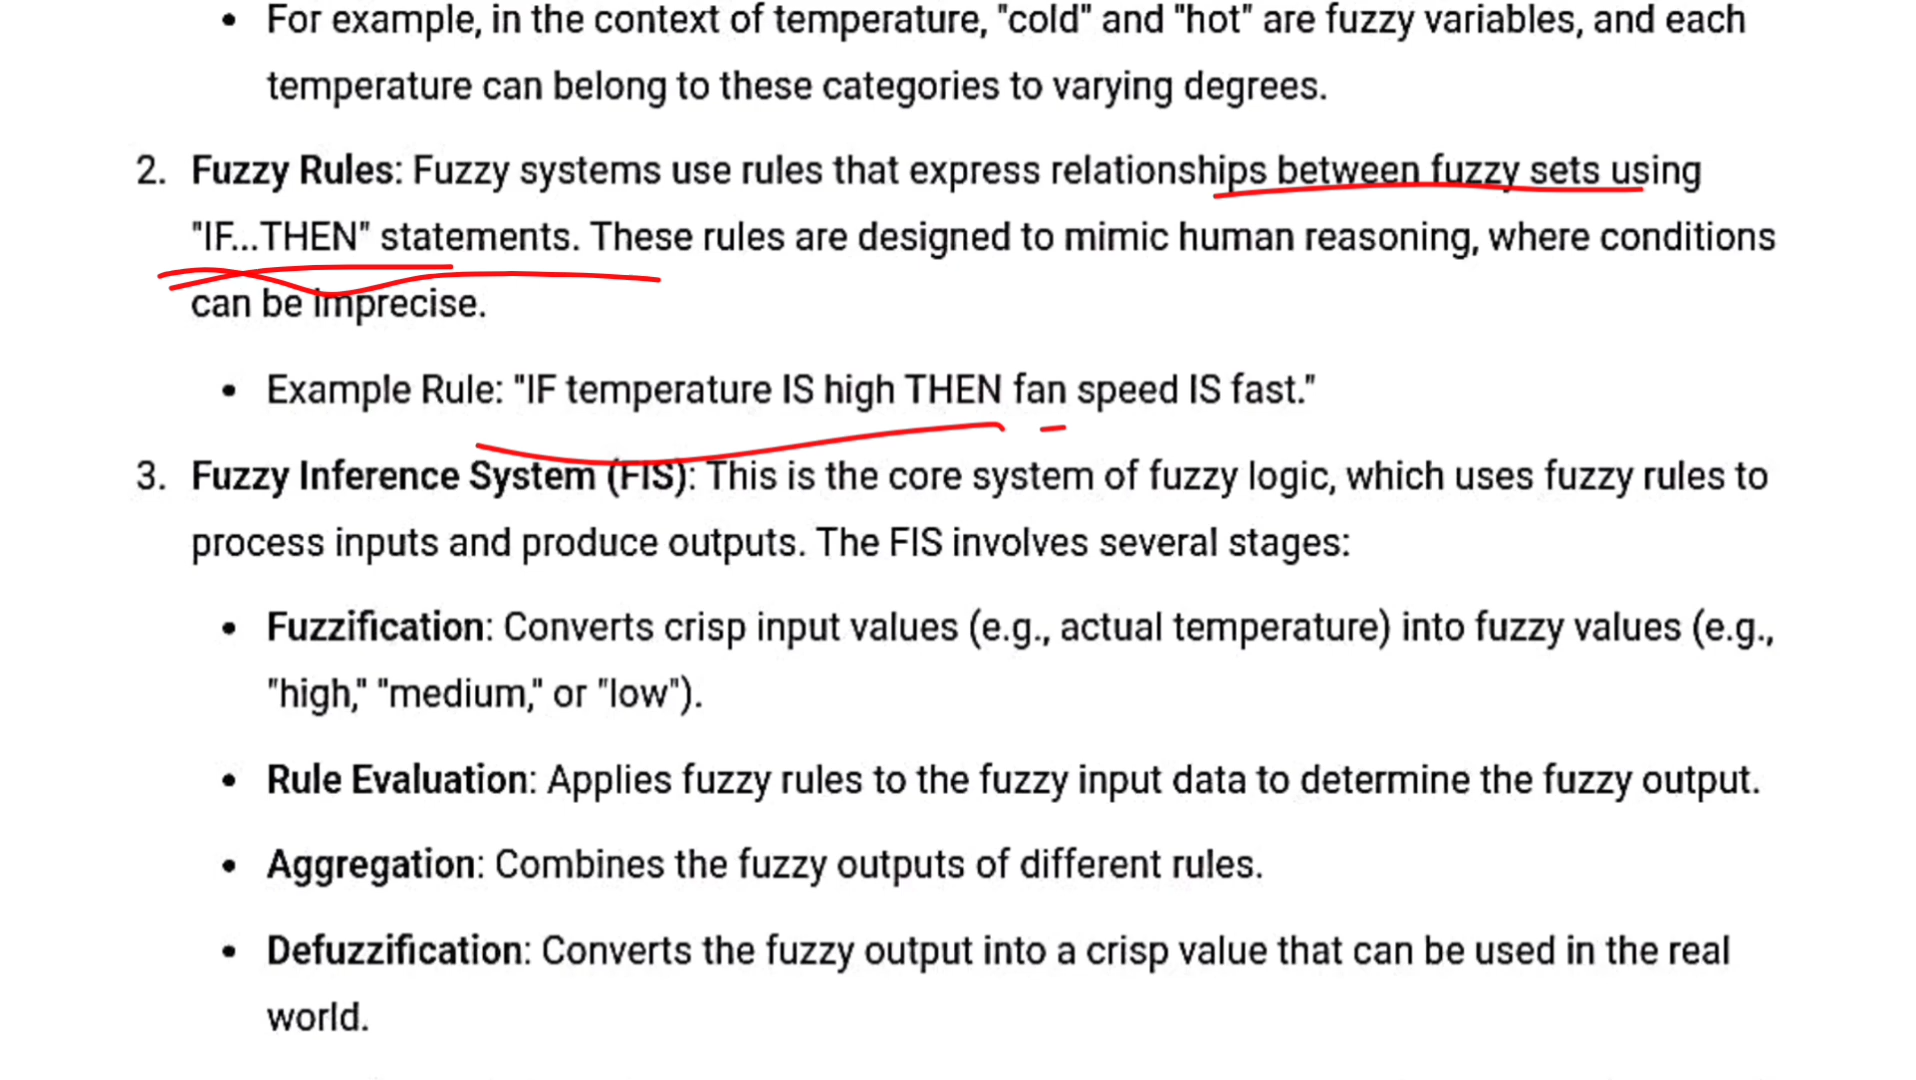 • For example, in the context of temperature, "cold" and "hot" are fuzzy variables, and each
temperature can belong to these categories to varying degrees.
2. Fuzzy Rules: Fuzzy systems use rules that express relationships between fuzzy sets using
"IF...THEN" statements. These rules are designed to mimic human reasoning, where conditions
can be imprecise.
• Example Rule: "IF temperature IS high THEN fan speed IS fast."
3. Fuzzy Inference System (FIS): This is the core system of fuzzy logic, which uses fuzzy rules to
process inputs and produce outputs. The FIS involves several stages:
• Fuzzification: Converts crisp input values (e.g., actual temperature) into fuzzy values (e.g.,
"high," "medium," or "low").
• Rule Evaluation: Applies fuzzy rules to the fuzzy input data to determine the fuzzy output.
• Aggregation: Combines the fuzzy outputs of different rules.
• Defuzzification: Converts the fuzzy output into a crisp value that can be used in the real
world.